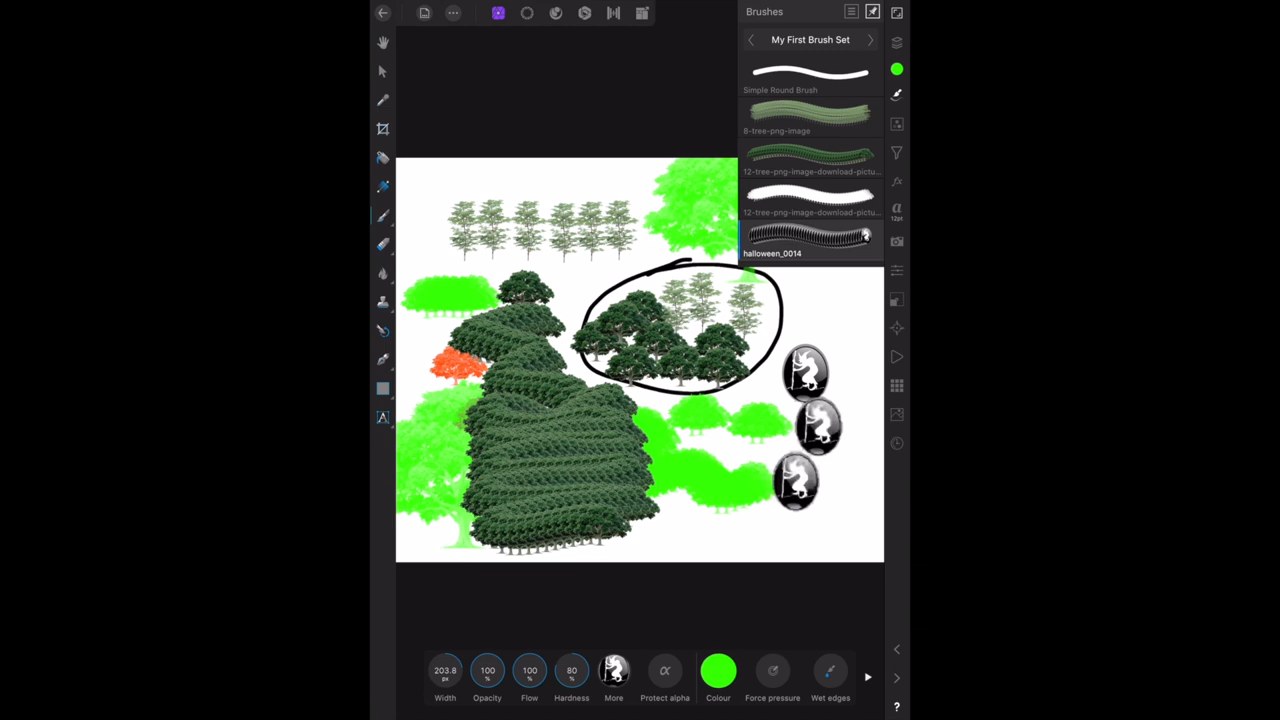 Brushes
My First Brush Set
Simple Round Brush
8-tree-png-image
12-tree-png-image-download-pictu...
12-tree-png-image-download-pictu...
halloween_0014
a
12pt
A
203.8
px
100
%
100
%
80
%
α
Width
Opacity
Flow
Hardness
More
Protect alpha
Colour
Force pressure
Wet edges
?